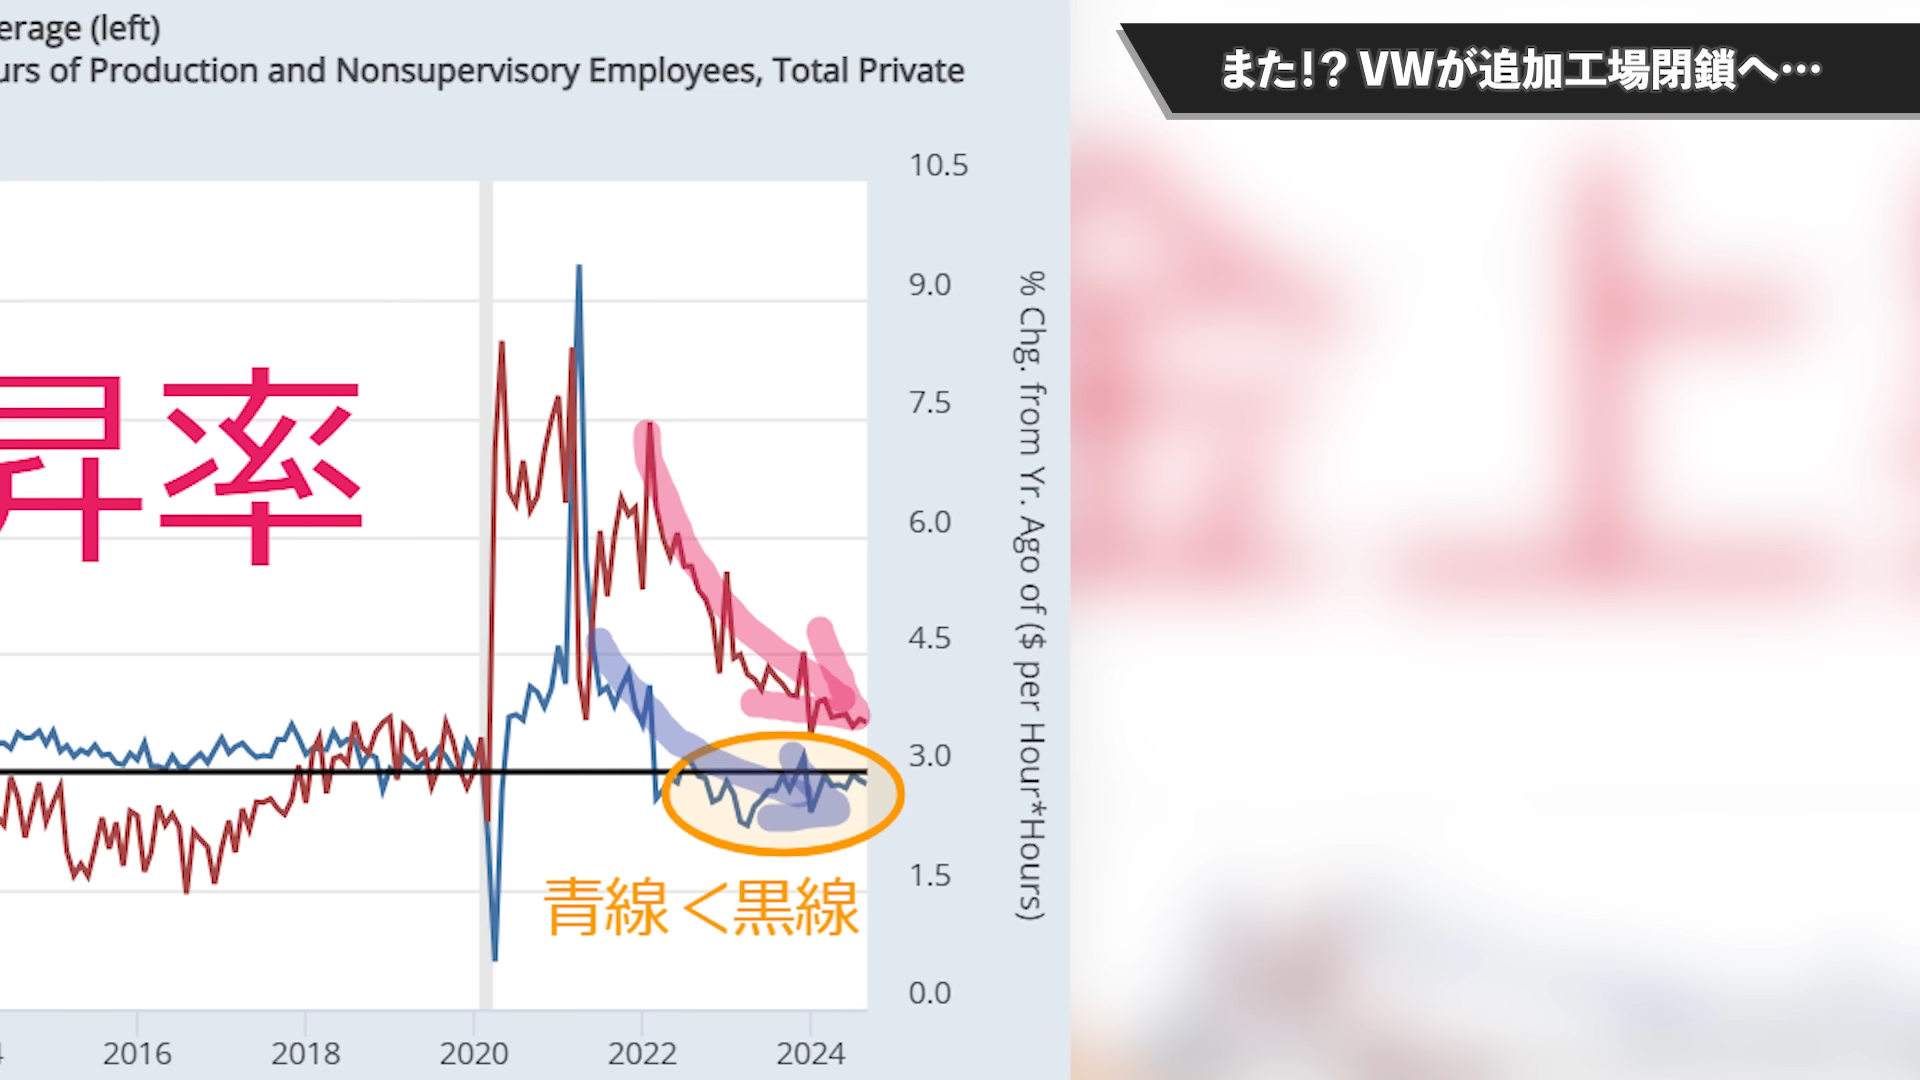 erage (left)
urs of Production and Nonsupervisory Employees, Total Private
また!? VWが追加工場閉鎖へ…
10.5
9.0
7.5
6.0
4.5
3.0
1.5
0.0
% Chg. from Yr. Ago of ($ per Hour*Hours)
昇率
青線<黒線
2016
2018
2020
2022
2024